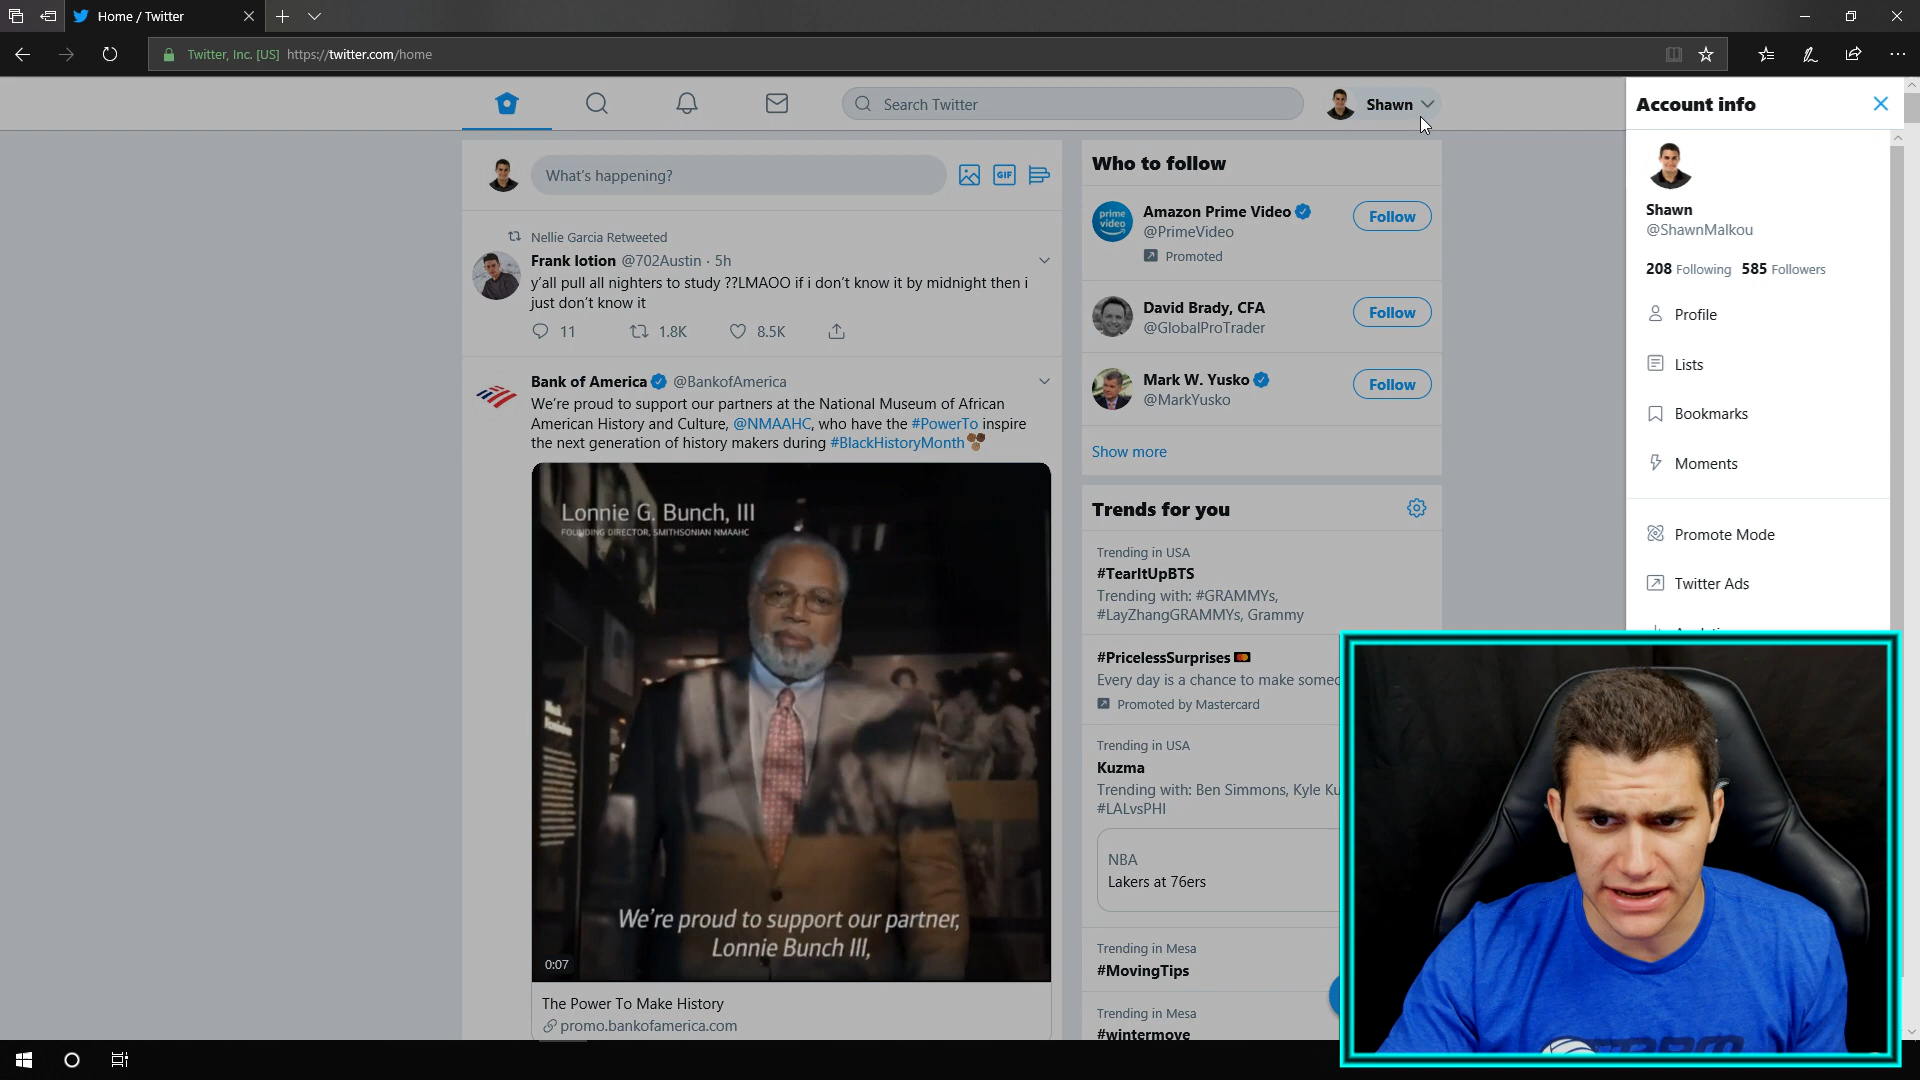 Home / Twitter
Twitter, Inc. [US] https://twitter.com/home
Search Twitter
Shawn
What's happening?
GIF
Nellie Garcia Retweeted
Frank lotion @702Austin · 5h
y'all pull all nighters to study ??LMAOO if i don't know it by midnight then i
just don't know it
11
1.8K
8.5K
Bank of America @BankofAmerica
We're proud to support our partners at the National Museum of African
American History and Culture, @NMAAHC, who have the #PowerTo inspire
the next generation of history makers during #BlackHistoryMonth
Lonnie G. Bunch, III
FOUNDING DIRECTOR, SMITHSONIAN NMAAHC
We're proud to support our partner,
Lonnie Bunch III,
0:07
The Power To Make History
promo.bankofamerica.com
Who to follow
prime
video
Amazon Prime Video
@PrimeVideo
Promoted
Follow
David Brady, CFA
@GlobalProTrader
Follow
Mark W. Yusko
@MarkYusko
Follow
Show more
Trends for you
Trending in USA
#TearItUpBTS
Trending with: #GRAMMYs,
#LayZhangGRAMMYs, Grammy
#PricelessSurprises
Every day is a chance to make
Promoted by Mastercard
Trending in USA
Kuzma
Trending with: Ben Simmons, Kyle
#LALvsPHI
NBA
Lakers at 76ers
Trending in Mesa
#MovingTips
Trending in Mesa
#wintermove
Account info
Shawn
@ShawnMalkou
208 Following 585 Followers
Profile
Lists
Bookmarks
Moments
Promote Mode
Twitter Ads